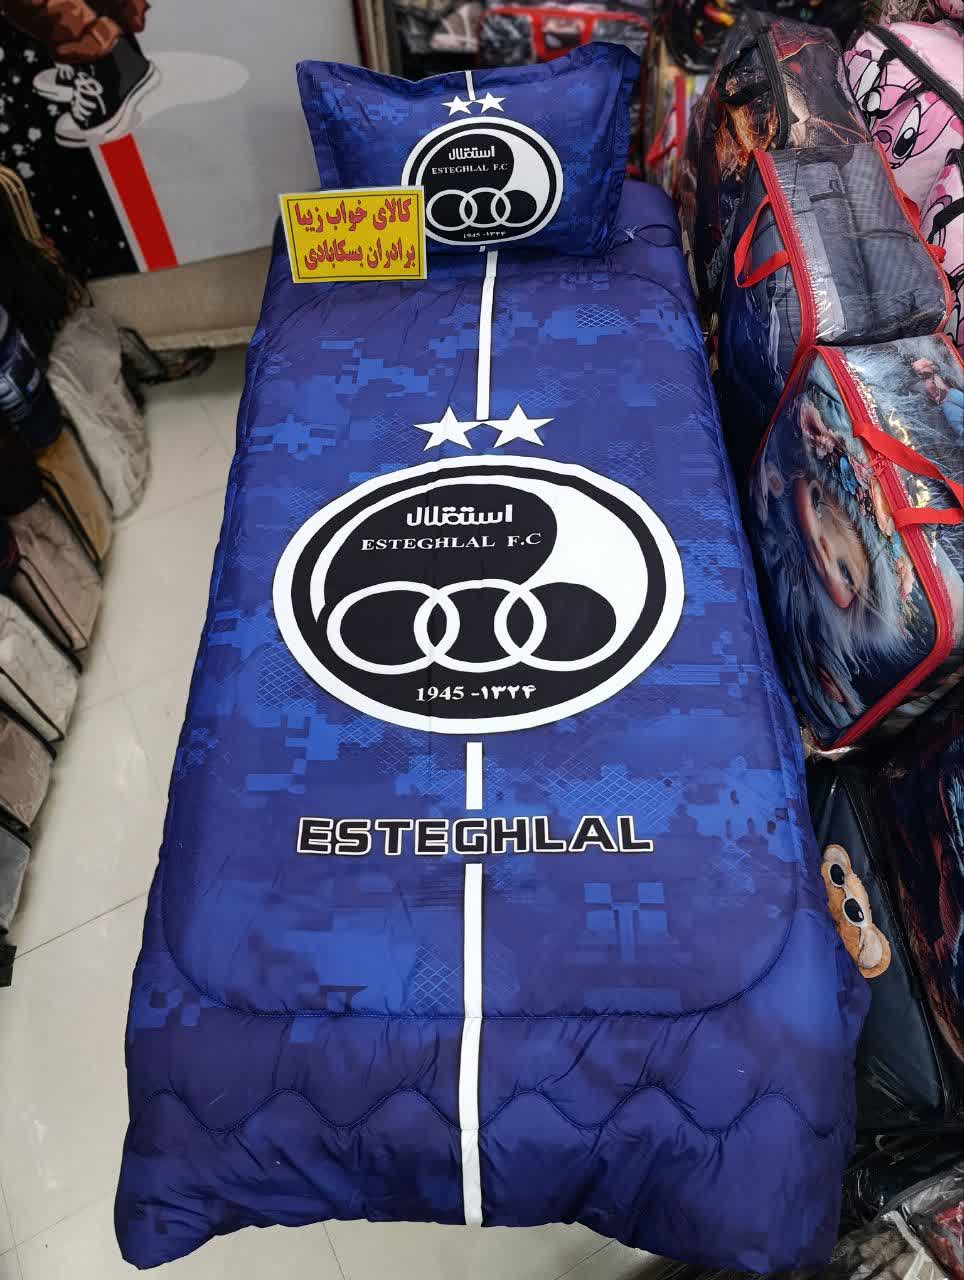 استقلال
ESTEGHLAL F.C
1945 -۱۳۲۴
کالای خواب زیبا
برادران بسکابادی
استقلال
ESTEGHLAL F.C
1945 -۱۳۲۴
ESTEGHLAL